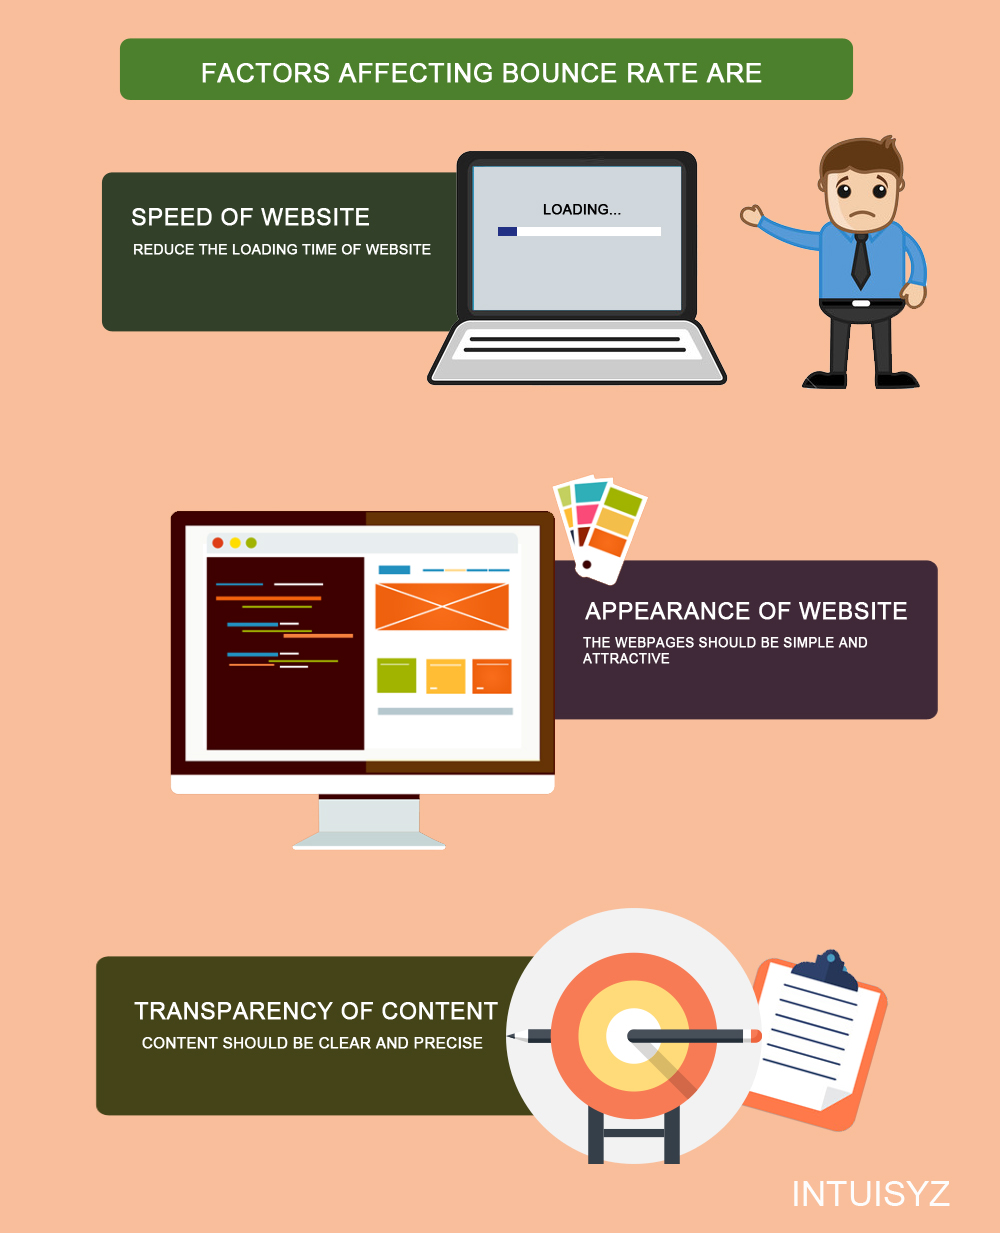 FACTORS AFFECTING BOUNCE RATE ARE
SPEED OF WEBSITE
REDUCE THE LOADING TIME OF WEBSITE
LOADING...
APPEARANCE OF WEBSITE
THE WEBPAGES SHOULD BE SIMPLE AND
ATTRACTIVE
TRANSPARENCY OF CONTENT
CONTENT SHOULD BE CLEAR AND PRECISE
INTUISYZ